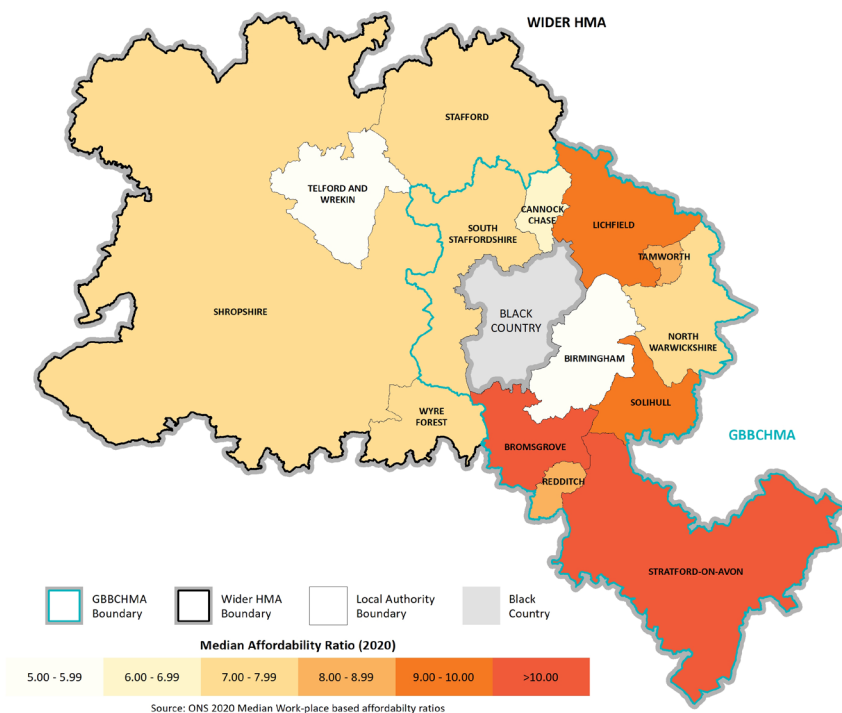 WIDER HMA
STAFFORD
TELFORD AND
WREKIN
CANNOCK
CHASE
LICHFIELD
SOUTH
STAFFORDSHIRE
TAMWORTH
SHROPSHIRE
BLACK
COUNTRY
NORTH
WARWICKSHIRE
BIRMINGHAM
SOLIHULL
WYRE
FOREST
GBBCHMA
BROMSGROVE
REDDITCH
STRATFORD-ON-AVON
GBBCHMA
Boundary
Wider HMA
Boundary
Local Authority
Boundary
Black
Country
Median Affordability Ratio (2020)
5.00 - 5.99
6.00 - 6.99
7.00 - 7.99
8.00 - 8.99
9.00 - 10.00
>10.00
Source: ONS 2020 Median Work-place based affordabilty ratios